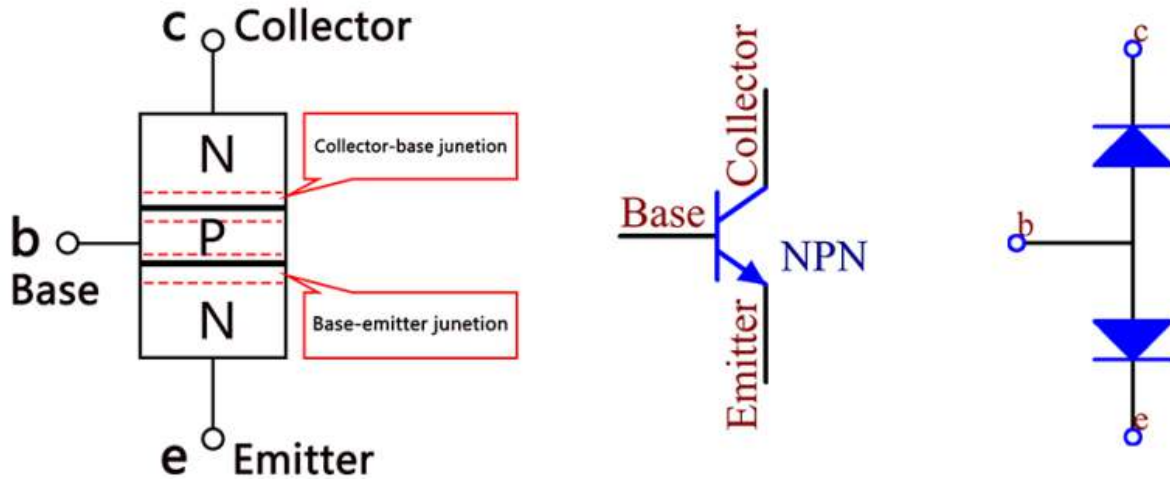 c Collector
N
Collector-base junetion
P
b
Base
N
Base-emitter junetion
e Emitter
Collector
Base
NPN
Emitter
c
b
e